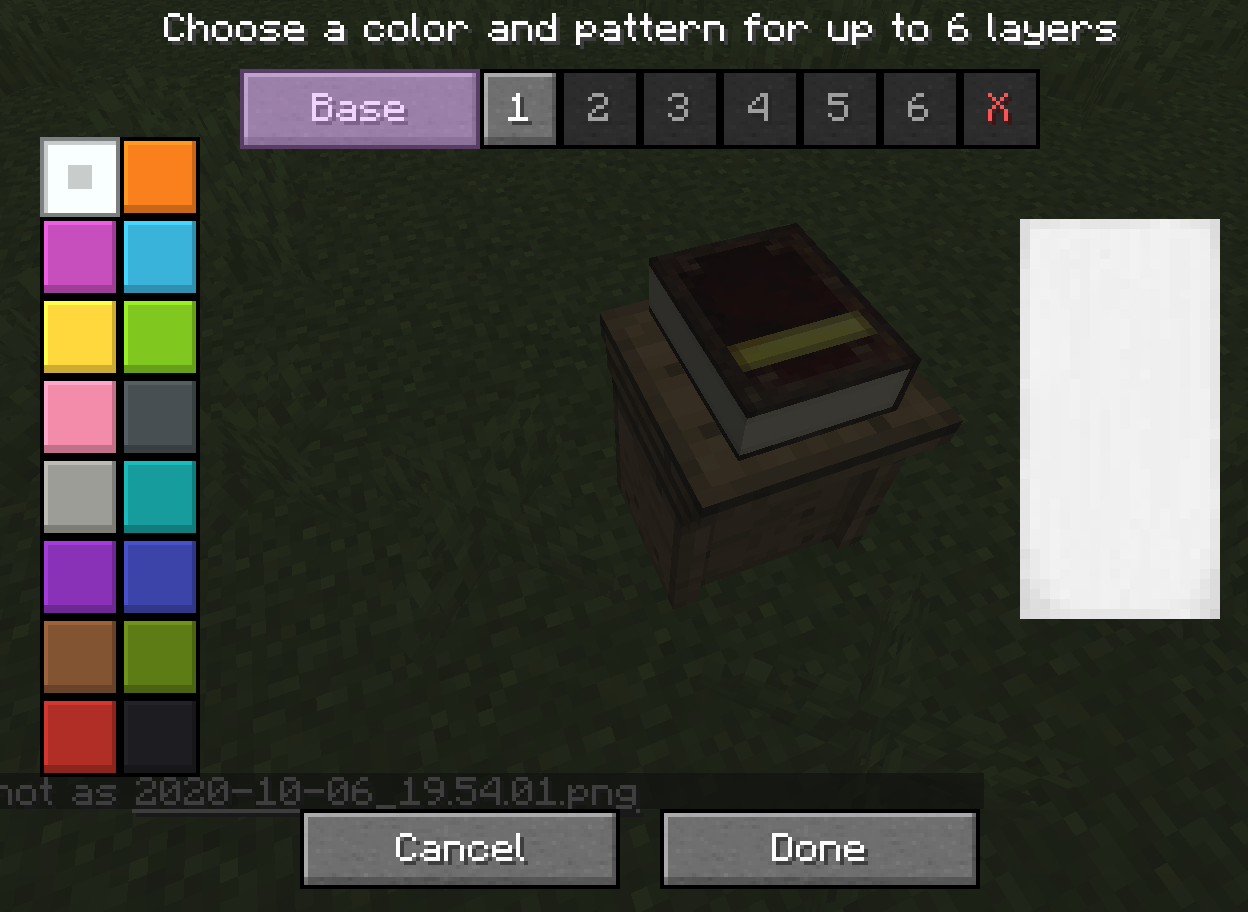 Choose a color and pattern for up to 6 layers
Base 1 2 3 4 5 6 X
as 2020-10-06_19.54.01.png
Cancel Done